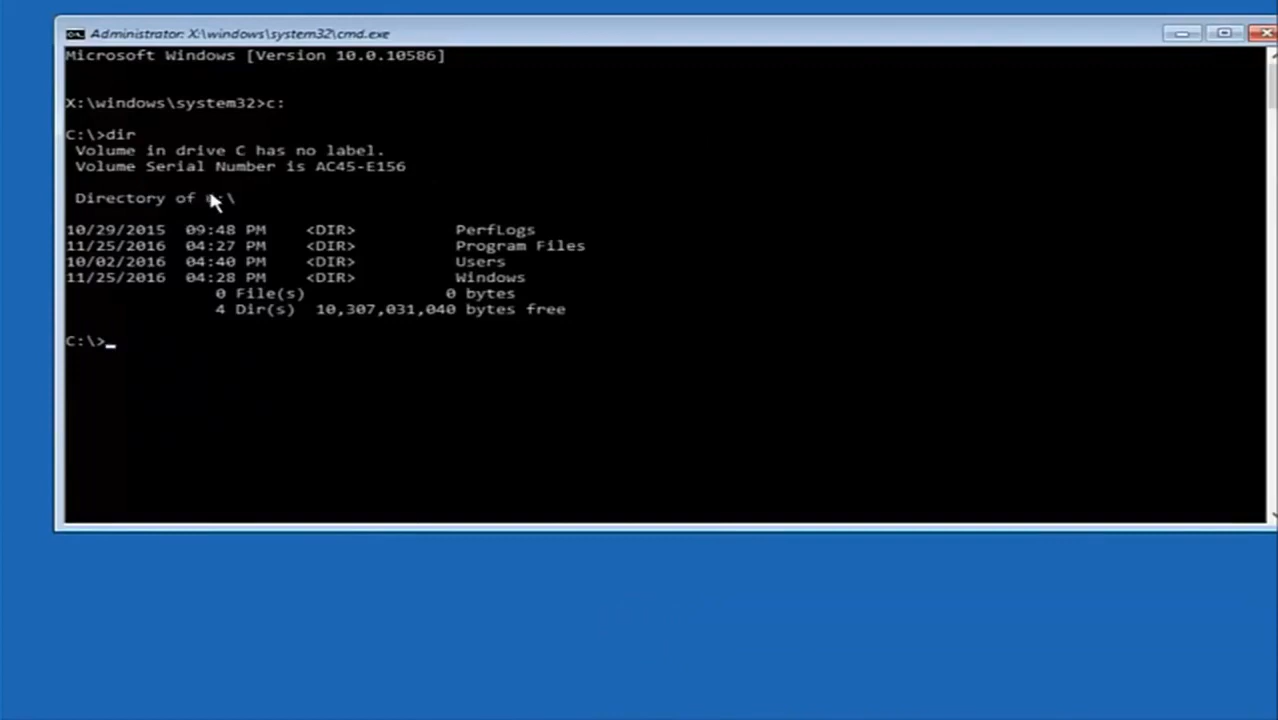 Administrator: X:\windows\system32\cmd.exe
Microsoft Windows [Version 10.0.10586]
X:\windows\system32>c:
C:\>dir
Volume in drive C has no label.
Volume Serial Number is AC45-E156
Directory of :\
10/29/2015 09:48 PM <DIR> PerfLogs
11/25/2016 04:27 PM <DIR> Program Files
10/02/2016 04:40 PM <DIR> Users
11/25/2016 04:28 PM <DIR> Windows
0 File(s) 0 bytes
4 Dir(s) 10,307,031,040 bytes free
C:\>_